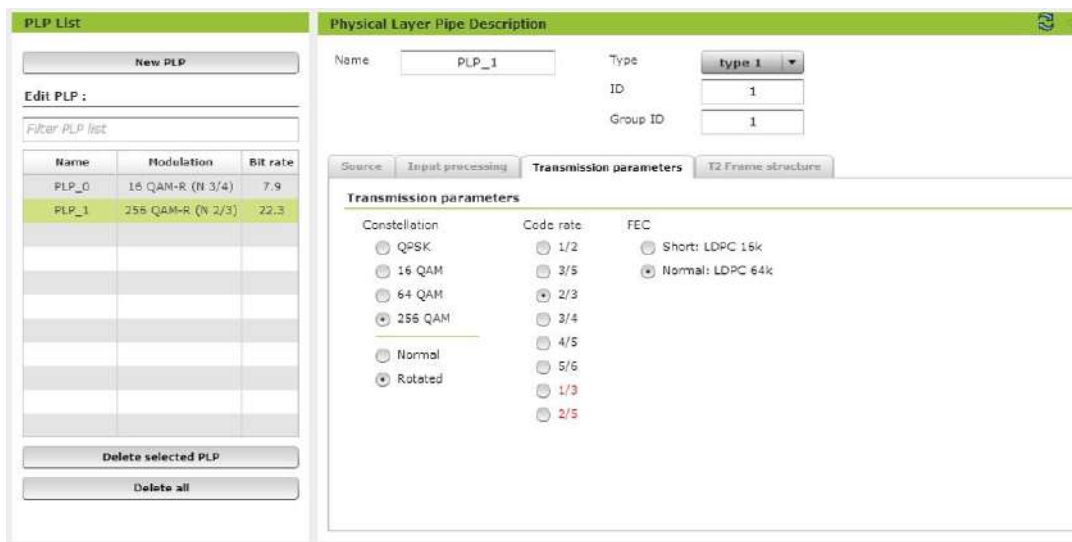 PLP List
New PLP
Edit PLP :
Filter PLP list
Name Modulation Bit rate
PLP_0 16 QAM-R (N 3/4) 7.9
PLP_1 256 QAM-R (N 2/3) 22.3
Delete selected PLP
Delete all
Physical Layer Pipe Description
Name PLP_1 Type type 1
ID 1
Group ID 1
Source Input processing Transmission parameters T2 Frame structure
Transmission parameters
Constellation Code rate FEC
QPSK 1/2 Short: LDPC 16k
16 QAM 3/5 Normal: LDPC 64k
64 QAM 2/3
256 QAM 3/4
4/5
Normal 5/6
Rotated 1/3
2/5